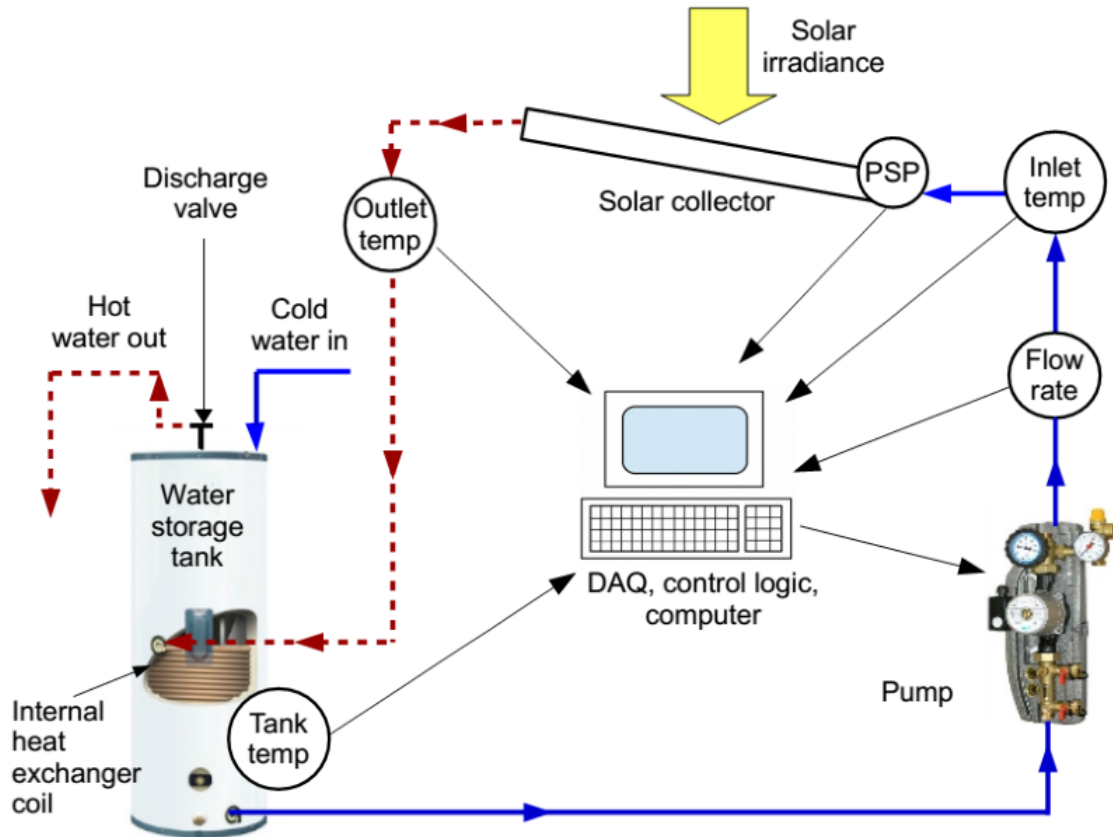 Solar
irradiance
PSP
Inlet
temp
Solar collector
Discharge
valve
Outlet
temp
Hot
water out
Cold
water in
Flow
rate
Water
storage
tank
DAQ, control logic,
computer
Pump
Internal
heat
exchanger
coil
Tank
temp